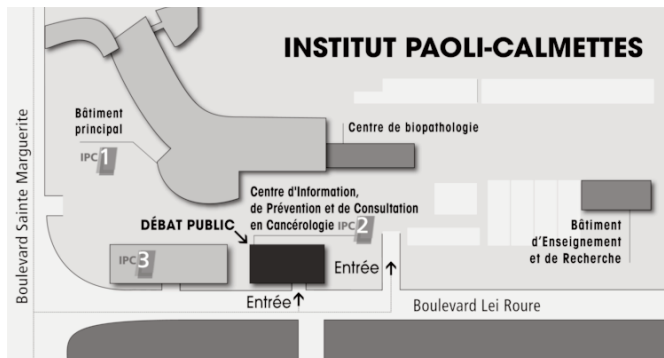 INSTITUT PAOLI-CALMETTES
Bâtiment
principal
IPC 1
Centre de biopathologie
Boulevard Sainte Marguerite
Centre d'Information,
de Prévention et de Consultation
en Cancérologie IPC 2
DÉBAT PUBLIC
IPC 3
Bâtiment
d'Enseignement
et de Recherche
Entrée
Entrée
Boulevard Lei Roure